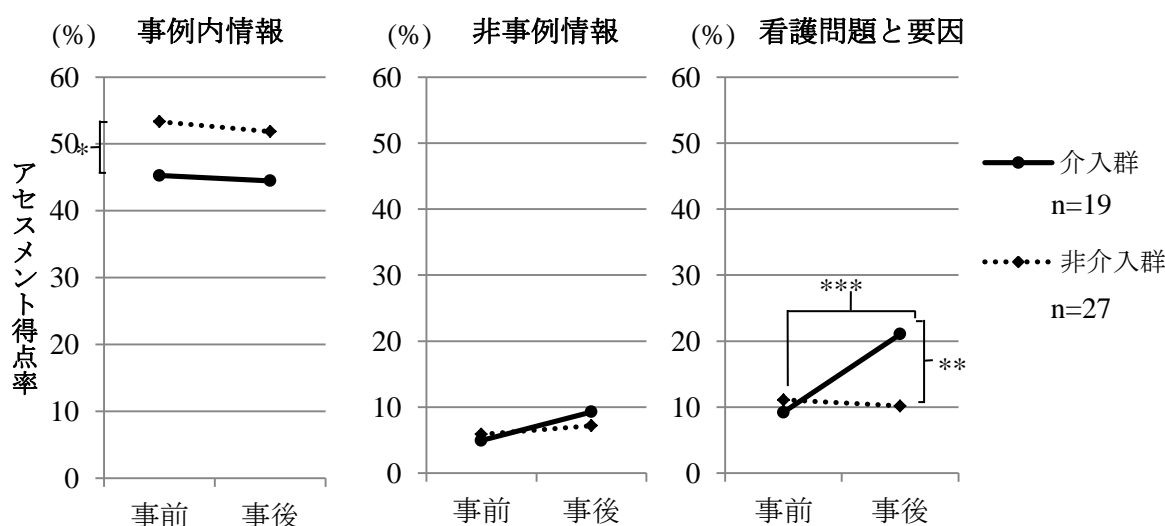 (%) 事例内情報
60
50
40
30
20
10
0
*
事前 事後
アセスメント得点率
(%) 非事例情報
60
50
40
30
20
10
0
事前 事後
(%) 看護問題と要因
60
50
40
30
20
10
0
***
**
事前 事後
介入群
n=19
非介入群
n=27